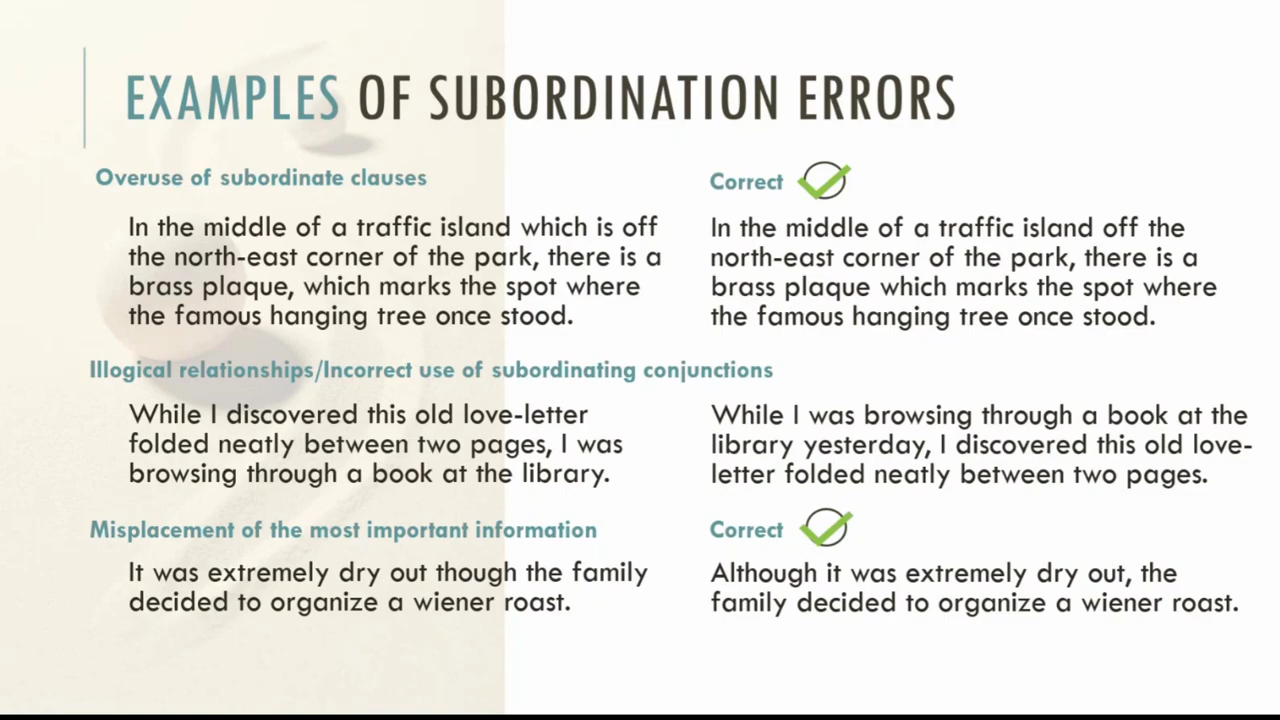 EXAMPLES OF SUBORDINATION ERRORS
Overuse of subordinate clauses
In the middle of a traffic island which is off
the north-east corner of the park, there is a
brass plaque, which marks the spot where
the famous hanging tree once stood.
Correct
In the middle of a traffic island off the
north-east corner of the park, there is a
brass plaque which marks the spot where
the famous hanging tree once stood.
Illogical relationships/Incorrect use of subordinating conjunctions
While I discovered this old love-letter
folded neatly between two pages, I was
browsing through a book at the library.
While I was browsing through a book at the
library yesterday, I discovered this old love-
letter folded neatly between two pages.
Misplacement of the most important information
It was extremely dry out though the family
decided to organize a wiener roast.
Correct
Although it was extremely dry out, the
family decided to organize a wiener roast.